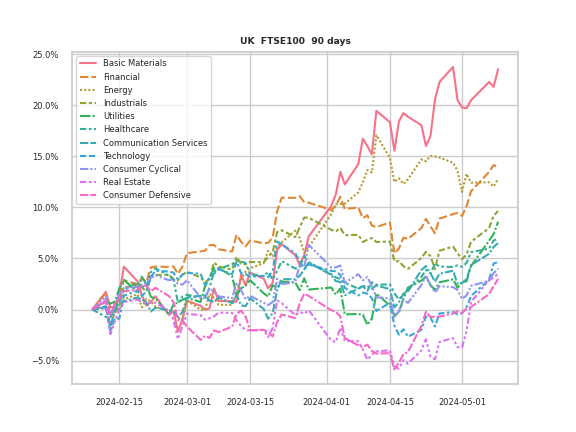 UK FTSE100 90 days
25.0%
20.0%
15.0%
10.0%
5.0%
0.0%
−5.0%
Basic Materials
Financial
Energy
Industrials
Utilities
Healthcare
Communication Services
Technology
Consumer Cyclical
Real Estate
Consumer Defensive
2024-02-15 2024-03-01 2024-03-15 2024-04-01 2024-04-15 2024-05-01